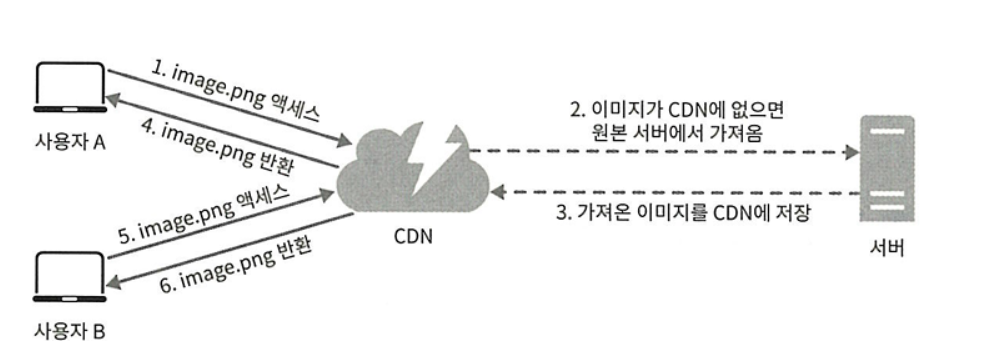 1. image.png 액세스
4. image.png 반환
사용자 A
2. 이미지가 CDN에 없으면
원본 서버에서 가져옴
3. 가져온 이미지를 CDN에 저장
CDN
서버
5. image.png 액세스
6. image.png 반환
사용자 B